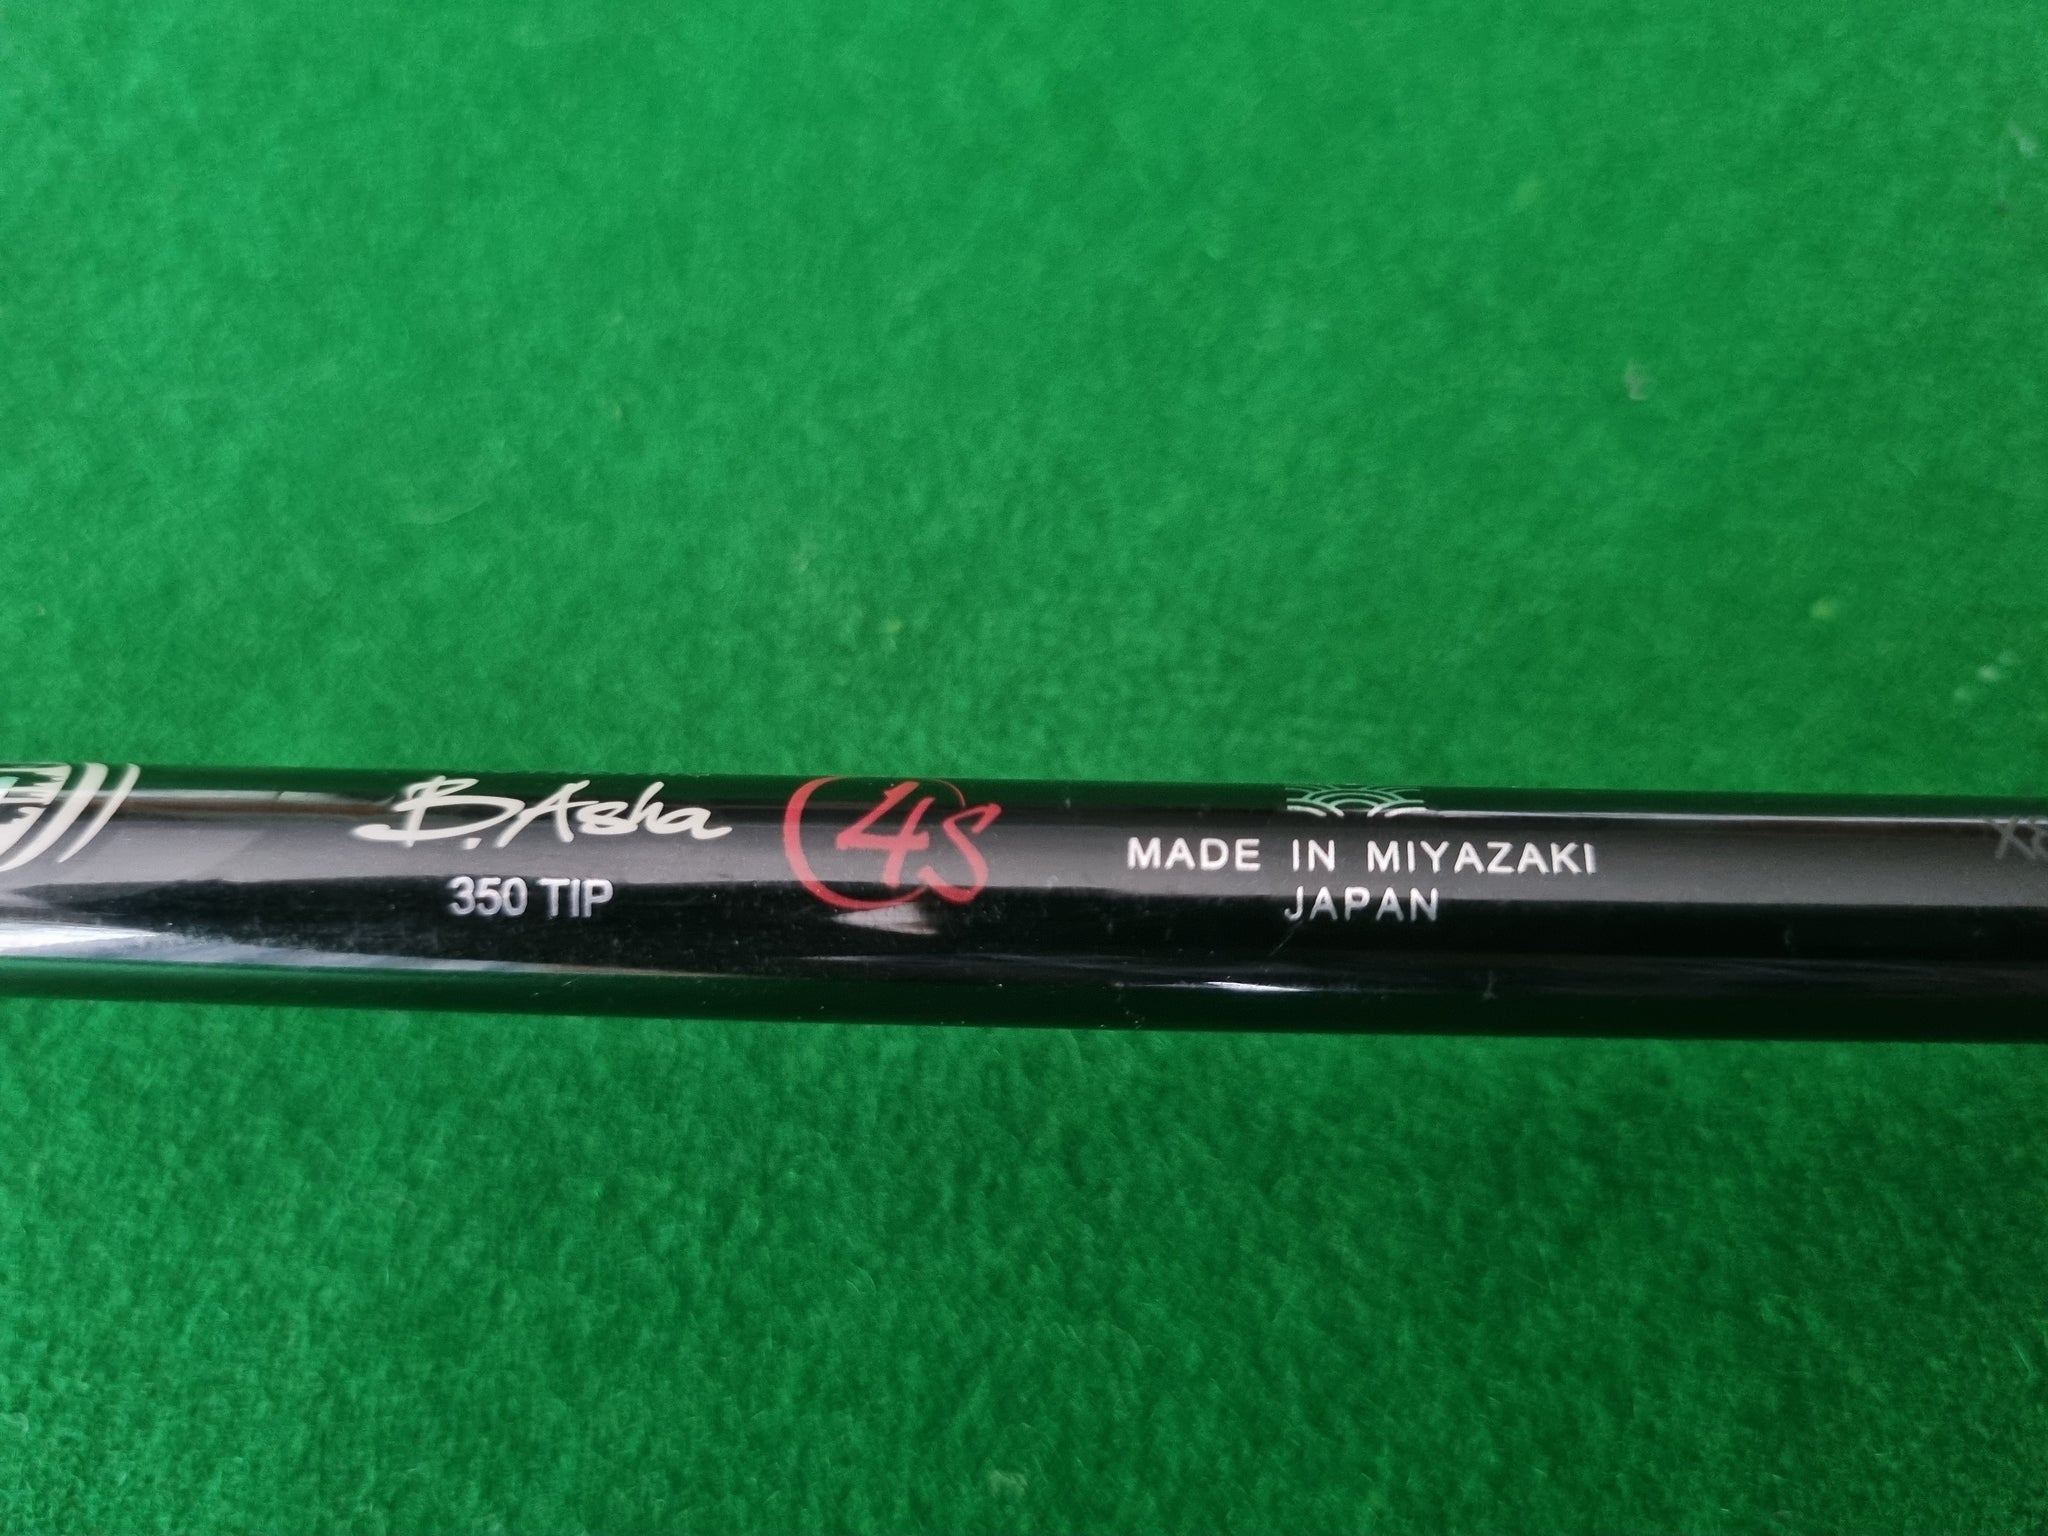 B.Asha 4S
350 TIP
MADE IN MIYAZAKI
JAPAN